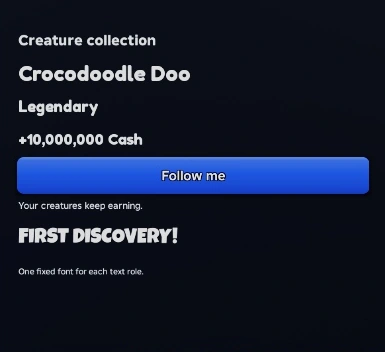 Creature collection
Crocodoodle Doo
Legendary
+10,000,000 Cash
Follow me
Your creatures keep earning.
FIRST DISCOVERY!
One fixed font for each text role.